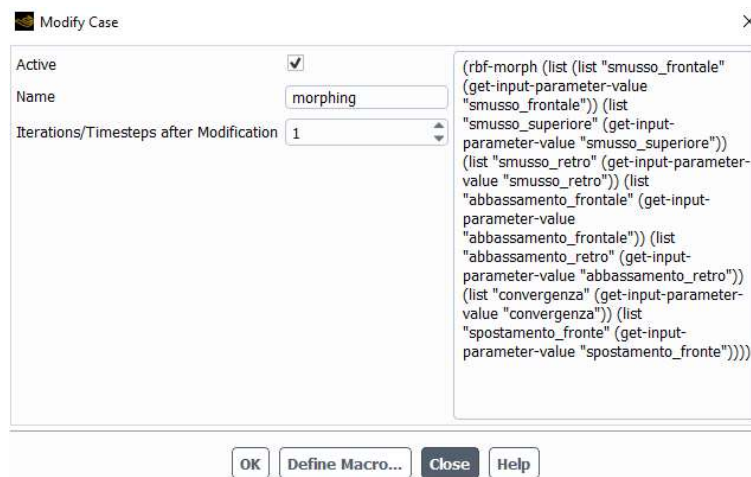 Modify Case
Active
Name
morphing
Iterations/Timesteps after Modification
1
(rbf-morph (list (list "smusso_frontale"
(get-input-parameter-value
"smusso_frontale")) (list
"smusso_superiore" (get-input-
parameter-value "smusso_superiore"))
(list "smusso_retro" (get-input-parameter-
value "smusso_retro")) (list
"abbassamento_frontale" (get-input-
parameter-value
"abbassamento_frontale")) (list
"abbassamento_retro" (get-input-
parameter-value "abbassamento_retro"))
(list "convergenza" (get-input-parameter-
value "convergenza")) (list
"spostamento_fronte" (get-input-
parameter-value "spostamento_fronte"))))
OK
Define Macro...
Close
Help